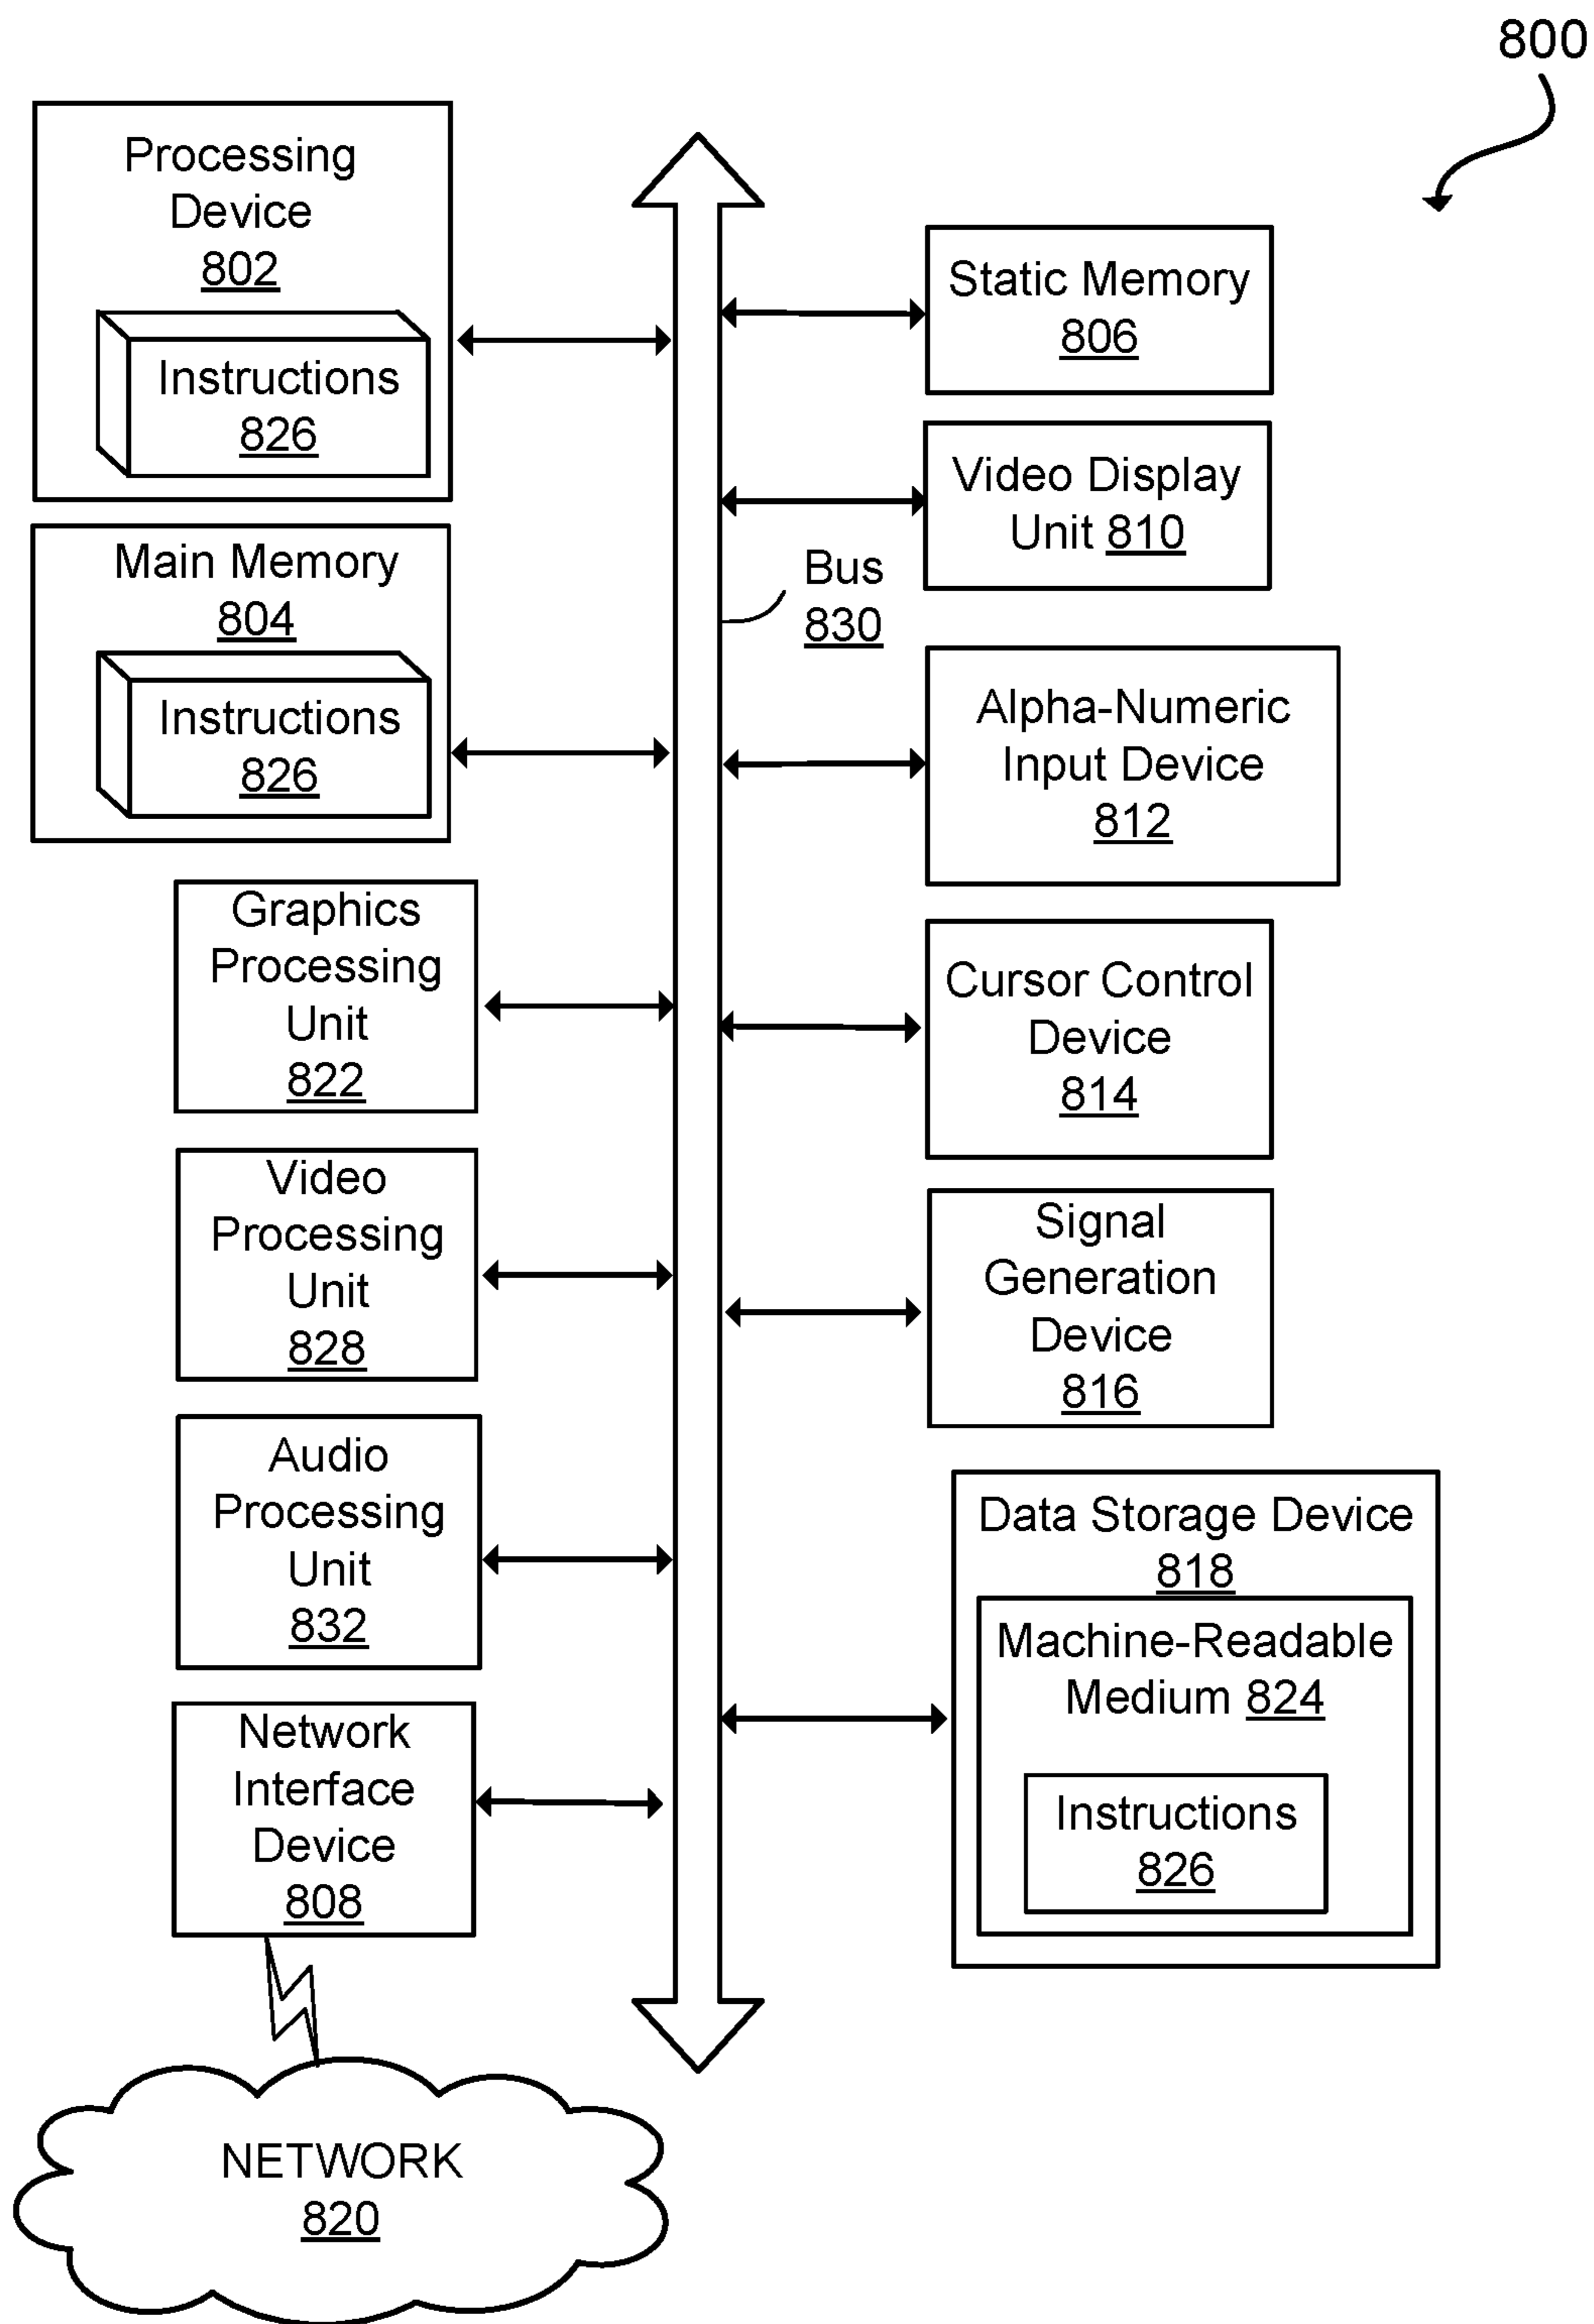 800
Processing
Device
802
Instructions
826
Main Memory
804
Instructions
826
Graphics
Processing
Unit
822
Video
Processing
Unit
828
Audio
Processing
Unit
832
Network
Interface
Device
808
NETWORK
820
Bus
830
Static Memory
806
Video Display
Unit 810
Alpha-Numeric
Input Device
812
Cursor Control
Device
814
Signal
Generation
Device
816
Data Storage Device
818
Machine-Readable
Medium 824
Instructions
826